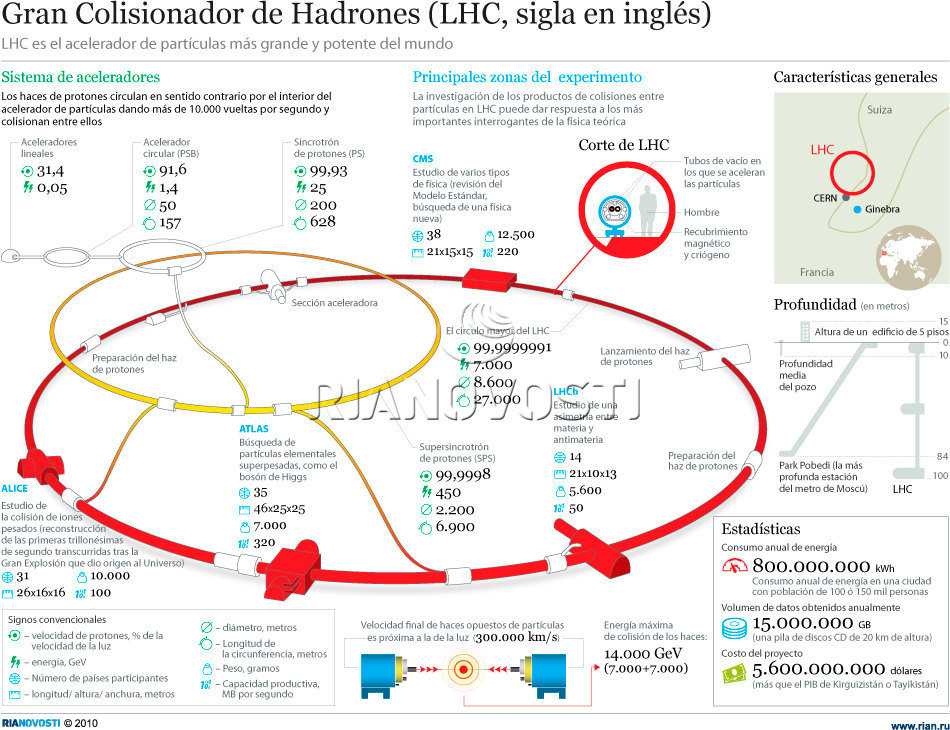 Gran Colisionador de Hadrones (LHC, sigla en inglés)
LHC es el acelerador de partículas más grande y potente del mundo
Sistema de aceleradores
Los haces de protones circulan en sentido contrario por el interior del
acelerador de partículas dando más de 10.000 vueltas por segundo y
colisionan entre ellos
Aceleradores
lineales
31,4
0,05
Acelerador
circular (PSB)
91,6
1,4
50
157
Sincrotrón
de protones (PS)
99,93
25
200
628
Principales zonas del experimento
La investigación de los productos de colisiones entre
partículas en LHC puede dar respuesta a los más
importantes interrogantes de la física teórica
CMS
Estudio de varios tipos
de física (revisión del
Modelo Estándar,
búsqueda de una física
nueva)
38
12.500
21x15x15
220
Corte de LHC
Tubos de vacío en
los que se aceleran
las partículas
Hombre
Recubrimiento
magnético
y criógeno
Características generales
Suiza
LHC
CERN
Ginebra
Francia
Profundidad (en metros)
15
Altura de un edificio de 5 pisos
0
10
Profundidad
media
del pozo
84
Park Pobedi (la más
profunda estación
del metro de Moscú)
LHC
100
Sección aceleradora
Preparación del haz
de protones
El circulo mayor del LHC
99,9999991
7.000
8.600
27.000
Lanzamiento del haz
de protones
RIANOVOSTI
LHCb
Estudio de una
asimetría entre
materia y
antimateria
14
21x10x13
5.600
50
Preparación del
haz de protones
ATLAS
Búsqueda de
partículas elementales
superpesadas, como el
bosón de Higgs
35
46x25x25
7.000
320
Supersincrotrón
de protones (SPS)
99,9998
450
2.200
6.900
ALICE
Estudio de
la colisión de iones
pesados (reconstrucción
de las primeras trillonésimas
de segundo transcurridas tras la
Gran Explosión que dio origen al Universo)
31
10.000
26x16x16
100
Signos convencionales
– velocidad de protones, % de la
velocidad de la luz
– energía, GeV
– Número de países participantes
– longitud/ altura/ anchura, metros
– diámetro, metros
– Longitud de
la circunferencia, metros
– Peso, gramos
– Capacidad productiva,
MB por segundo
Velocidad final de haces opuestos de partículas
es próxima a la de la luz (300.000 km/s)
Energía máxima
de colisión de los haces:
14.000 GeV
(7.000+7.000)
Estadísticas
Consumo anual de energía
800.000.000 kWh
Consumo anual de energía en una ciudad
con población de 100 ó 150 mil personas
Volumen de datos obtenidos anualmente
15.000.000 GB
(una pila de discos CD de 20 km de altura)
Costo del proyecto
5.600.000.000 dólares
(más que el PIB de Kirguizistán o Tayikistán)
RIANOVOSTI © 2010
www.rian.ru